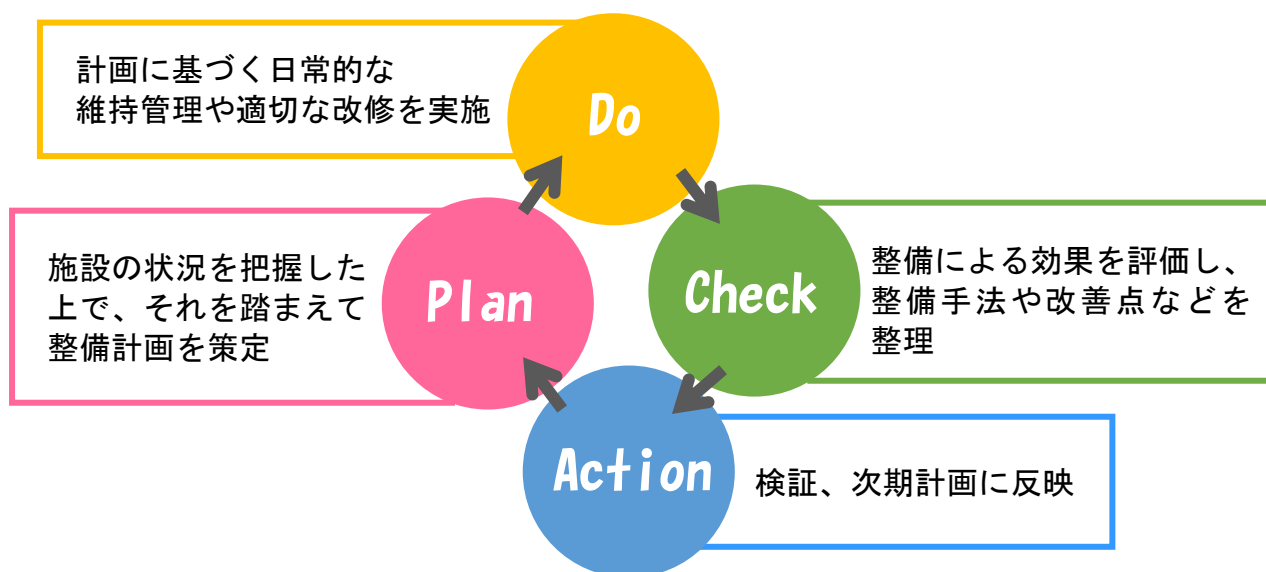 計画に基づく日常的な
維持管理や適切な改修を実施
Do
施設の状況を把握した
上で、それを踏まえて
整備計画を策定
Plan
Check
整備による効果を評価し、
整備手法や改善点などを
整理
Action
検証、次期計画に反映